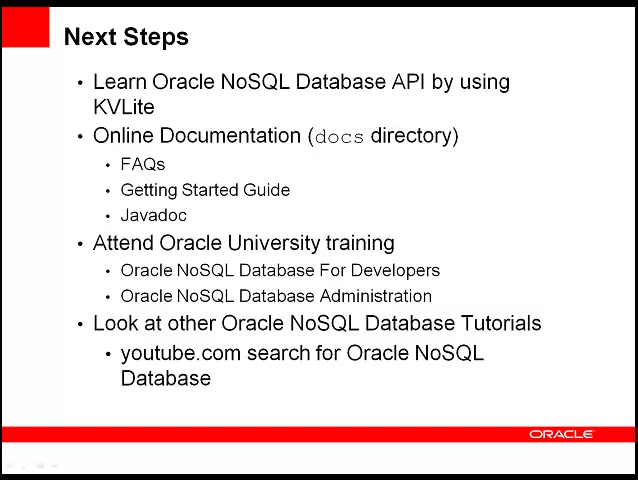 Next Steps
• Learn Oracle NoSQL Database API by using
KVLite
• Online Documentation (docs directory)
• FAQs
• Getting Started Guide
• Javadoc
• Attend Oracle University training
• Oracle NoSQL Database For Developers
• Oracle NoSQL Database Administration
• Look at other Oracle NoSQL Database Tutorials
• youtube.com search for Oracle NoSQL
Database
ORACLE